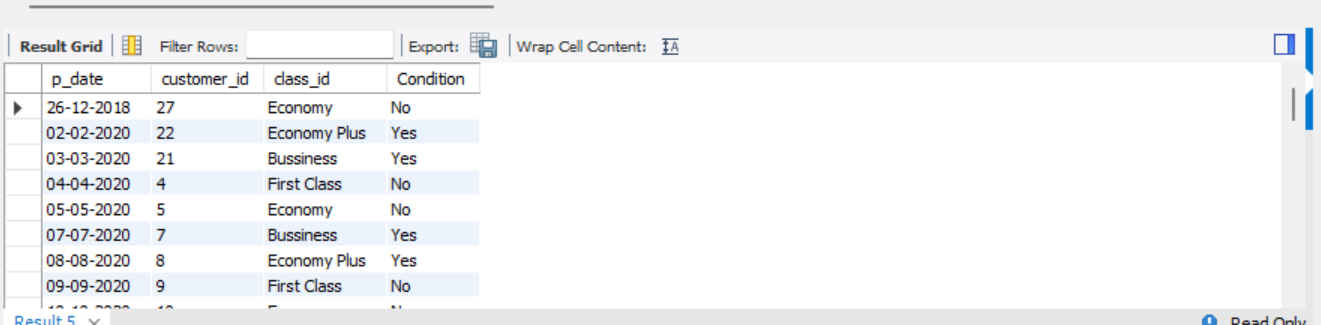 Result Grid Filter Rows: Export: Wrap Cell Content:
p_date customer_id class_id Condition
26-12-2018 27 Economy No
02-02-2020 22 Economy Plus Yes
03-03-2020 21 Bussiness Yes
04-04-2020 4 First Class No
05-05-2020 5 Economy No
07-07-2020 7 Bussiness Yes
08-08-2020 8 Economy Plus Yes
09-09-2020 9 First Class No
Result 5 Read Only